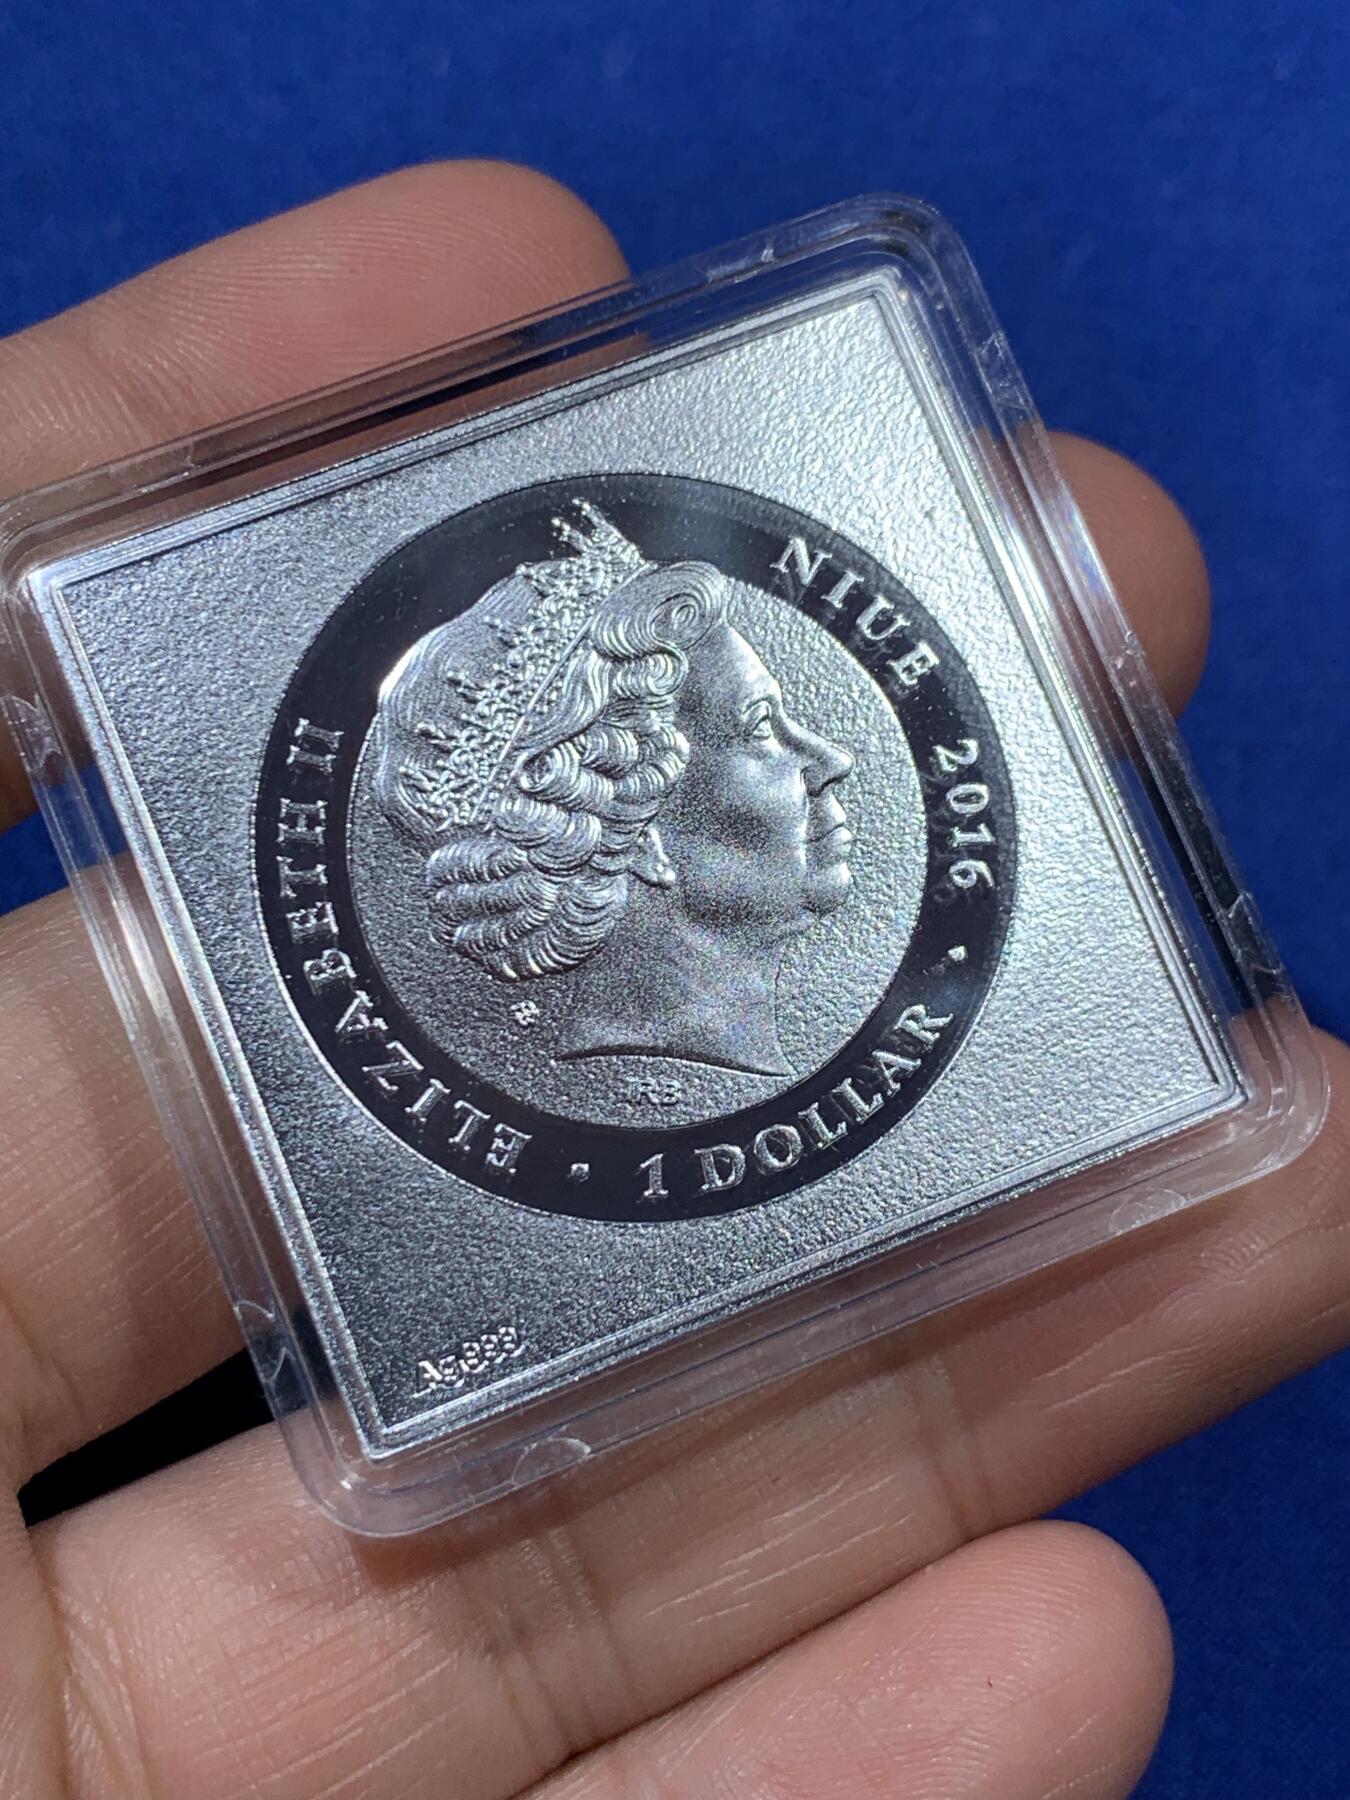 ELIZABETH II
NIUE 2016 • 1 DOLLAR •
IRB
Ag999